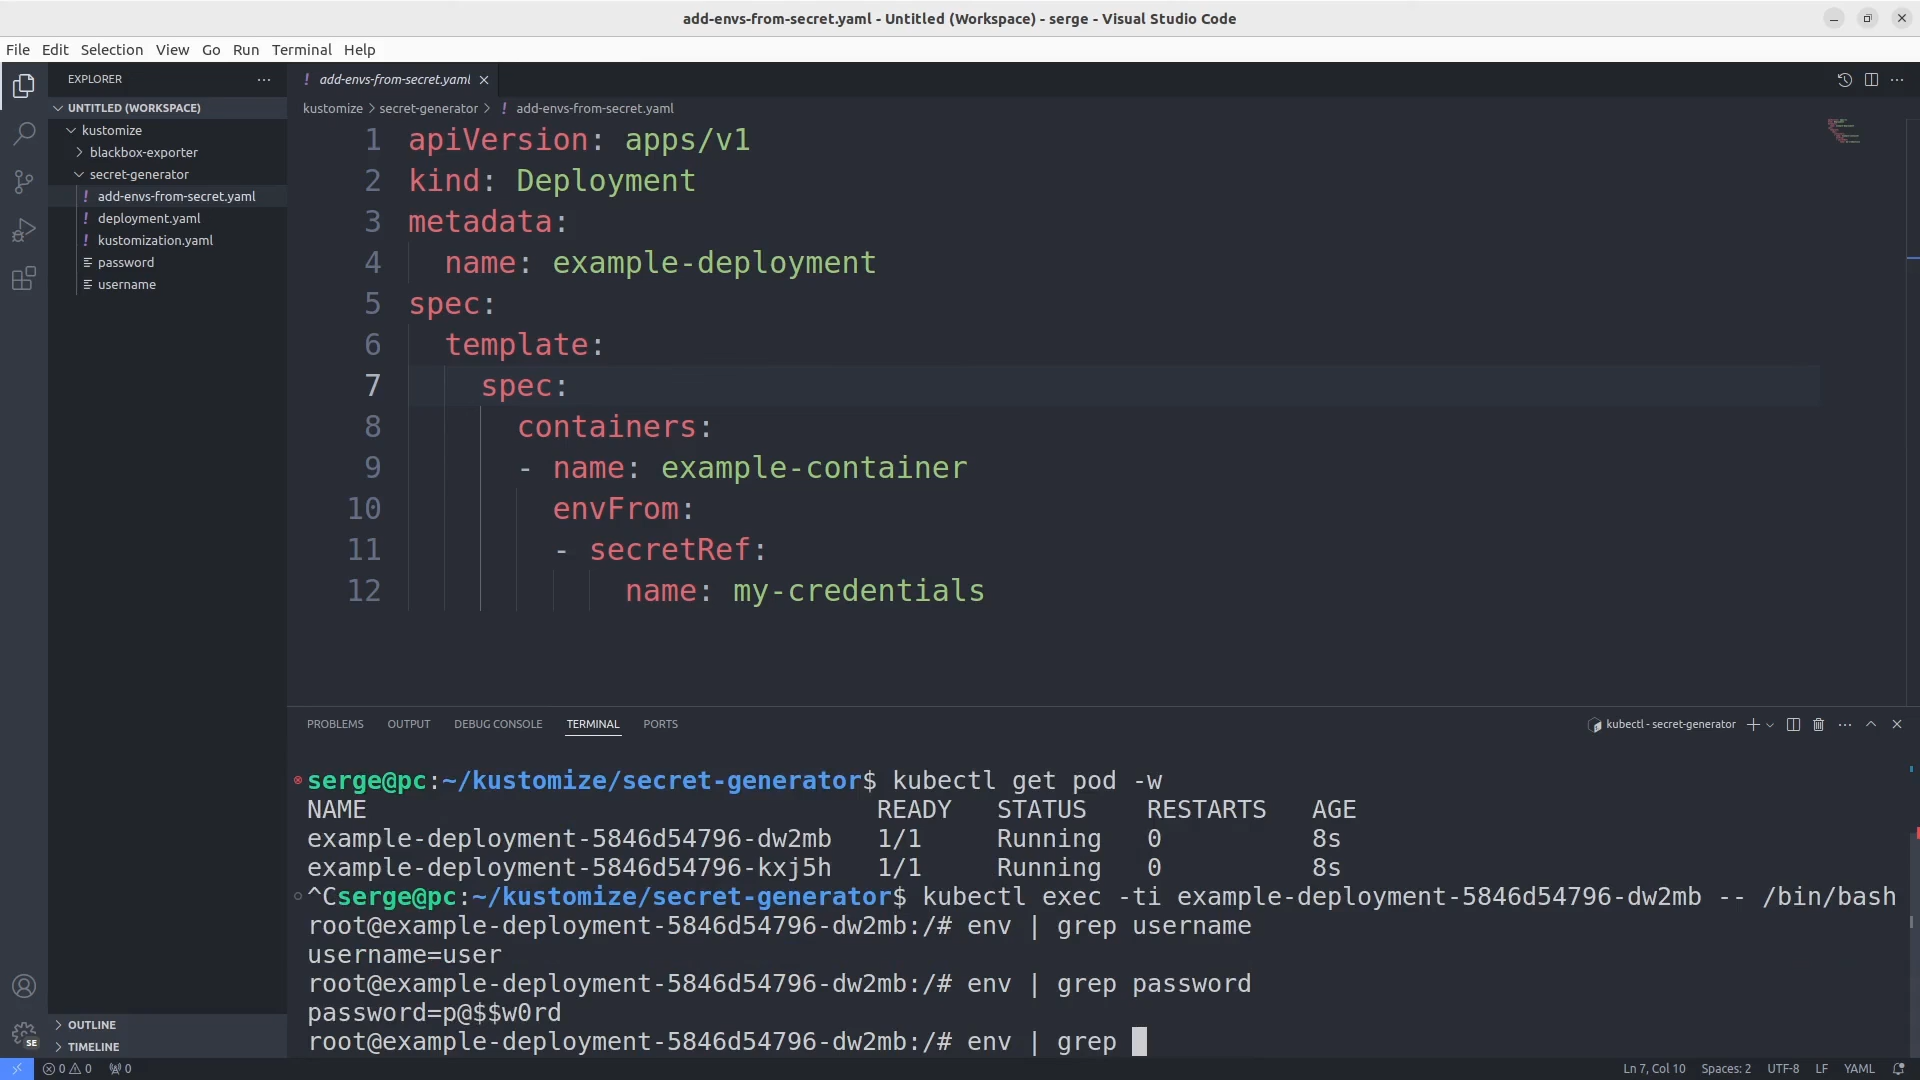 add-envs-from-secret.yaml - Untitled (Workspace) - serge - Visual Studio Code
File Edit Selection View Go Run Terminal Help
EXPLORER
UNTITLED (WORKSPACE)
kustomize
blackbox-exporter
secret-generator
add-envs-from-secret.yaml
deployment.yaml
kustomization.yaml
password
username
OUTLINE
TIMELINE
! add-envs-from-secret.yaml
kustomize > secret-generator > ! add-envs-from-secret.yaml
1 apiVersion: apps/v1
2 kind: Deployment
3 metadata:
4   name: example-deployment
5 spec:
6   template:
7     spec:
8       containers:
9       - name: example-container
10         envFrom:
11         - secretRef:
12             name: my-credentials
PROBLEMS OUTPUT DEBUG CONSOLE TERMINAL PORTS
kubectl - secret-generator
serge@pc:~/kustomize/secret-generator$ kubectl get pod -w
NAME READY STATUS RESTARTS AGE
example-deployment-5846d54796-dw2mb 1/1 Running 0 8s
example-deployment-5846d54796-kxj5h 1/1 Running 0 8s
^Cserge@pc:~/kustomize/secret-generator$ kubectl exec -ti example-deployment-5846d54796-dw2mb -- /bin/bash
root@example-deployment-5846d54796-dw2mb:/# env | grep username
username=user
root@example-deployment-5846d54796-dw2mb:/# env | grep password
password=p@$$w0rd
root@example-deployment-5846d54796-dw2mb:/# env | grep
SE
0 0 0
Ln 7, Col 10 Spaces: 2 UTF-8 LF YAML